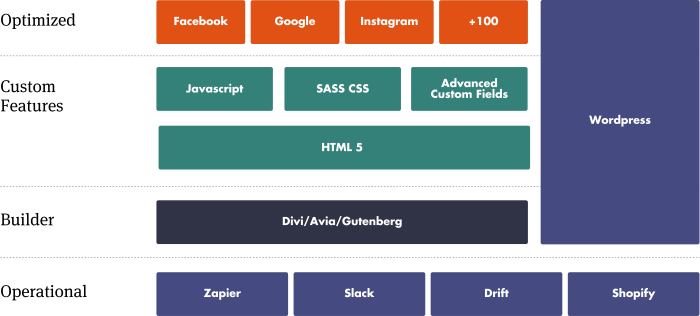 Optimized
Facebook
Google
Instagram
+100
Wordpress
Custom
Features
Javascript
SASS CSS
Advanced
Custom Fields
HTML 5
Builder
Divi/Avia/Gutenberg
Operational
Zapier
Slack
Drift
Shopify